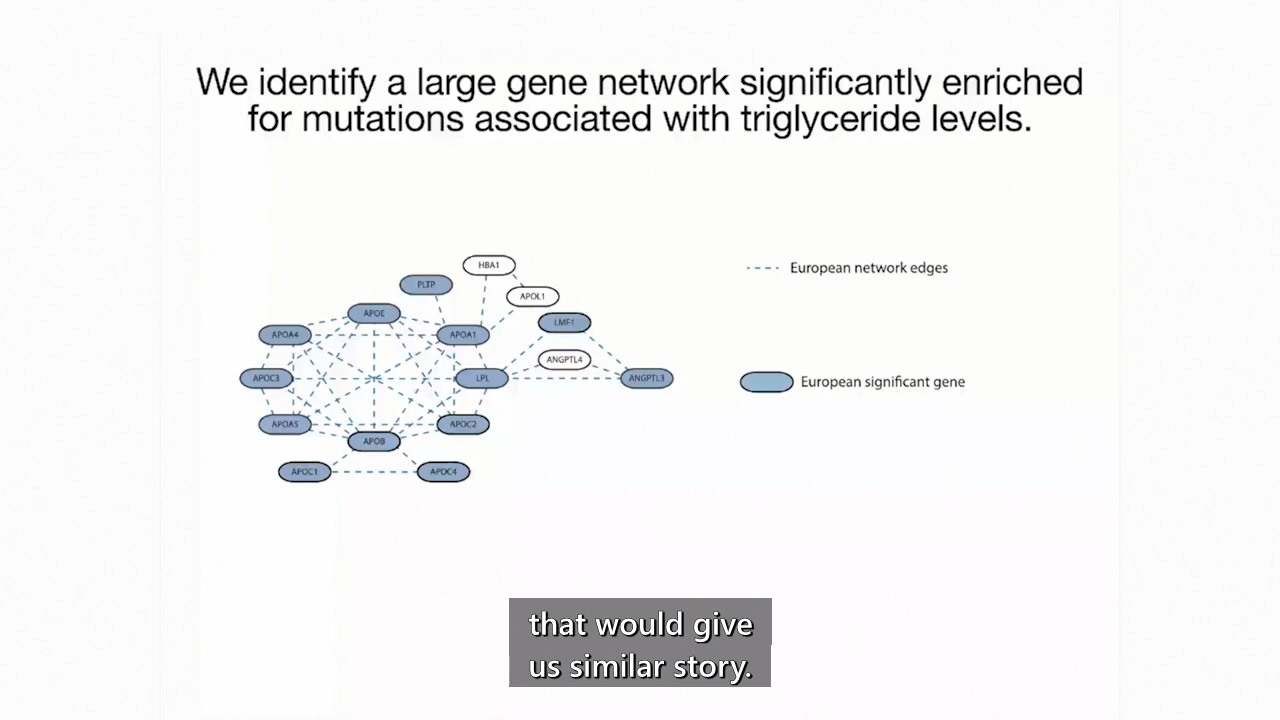 We identify a large gene network significantly enriched
for mutations associated with triglyceride levels.
HBA1
PLTP
APOL1
APOE
LMF1
APOA4
APOA1
ANGPTL4
APOC3
LPL
ANGPTL3
APOA5
APOC2
APOB
APOC1
APOC4
European network edges
European significant gene
that would give
us similar story.